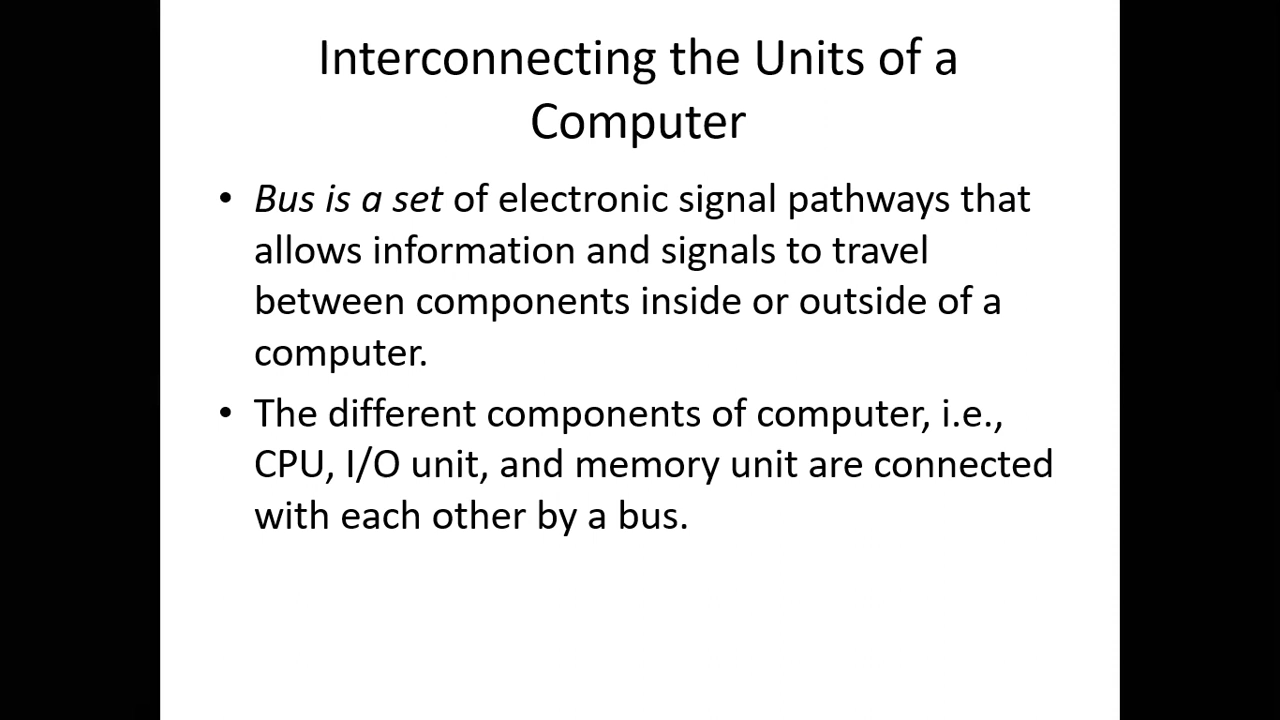 Interconnecting the Units of a
Computer
• Bus is a set of electronic signal pathways that
allows information and signals to travel
between components inside or outside of a
computer.
• The different components of computer, i.e.,
CPU, I/O unit, and memory unit are connected
with each other by a bus.